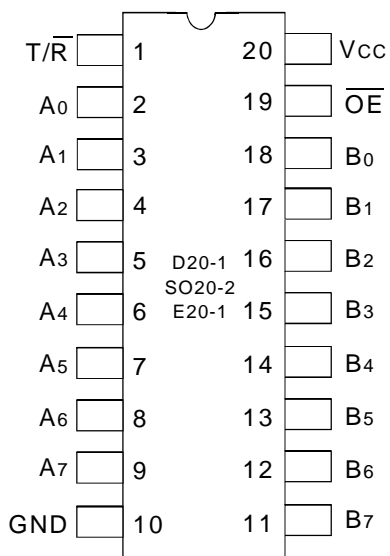 T/R̅ 1 20 Vcc
A0 2 19 O̅E̅
A1 3 18 B0
A2 4 17 B1
A3 5 16 B2
D20-1
SO20-2
E20-1
A4 6 15 B3
A5 7 14 B4
A6 8 13 B5
A7 9 12 B6
GND 10 11 B7